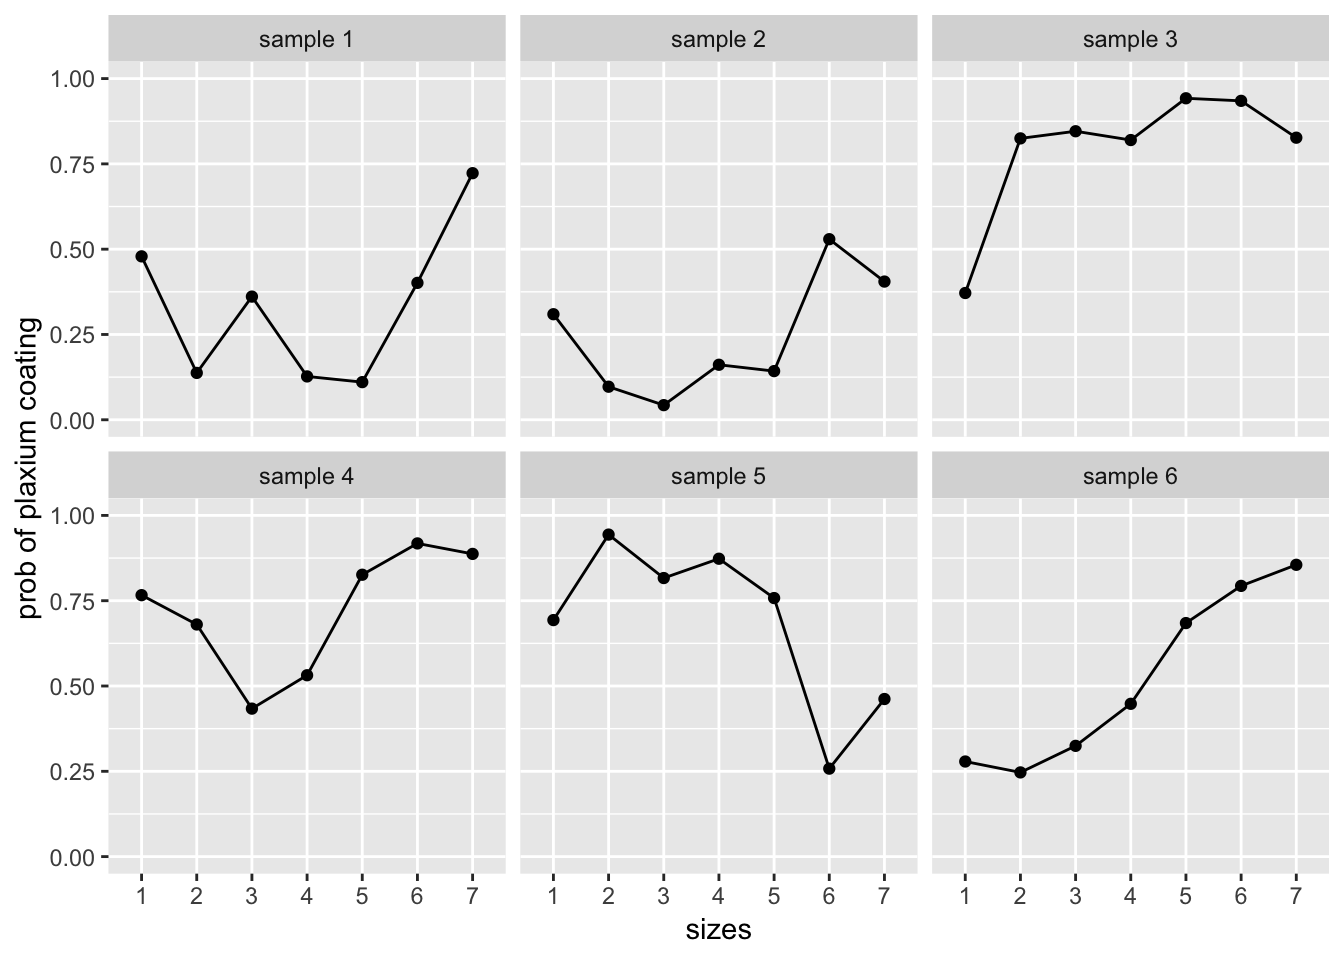 sample 1
sample 2
sample 3
1.00
0.75
0.50
0.25
0.00
sample 4
sample 5
sample 6
1.00
0.75
0.50
0.25
0.00
prob of plaxium coating
1 2 3 4 5 6 7
1 2 3 4 5 6 7
1 2 3 4 5 6 7
sizes